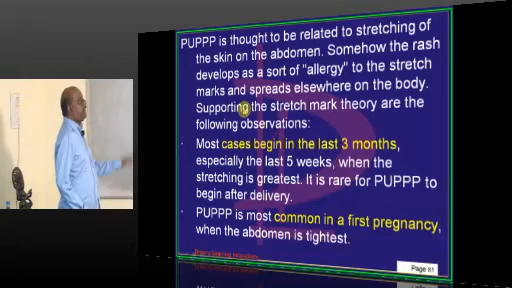 PUPPP is thought to be related to stretching of
the skin on the abdomen. Somehow the rash
develops as a sort of "allergy" to the stretch
marks and spreads elsewhere on the body.
Supporting the stretch mark theory are the
following observations:
Most cases begin in the last 3 months,
especially the last 5 weeks, when the
stretching is greatest. It is rare for PUPPP to
begin after delivery.
PUPPP is most common in a first pregnancy,
when the abdomen is tightest.
Page 81